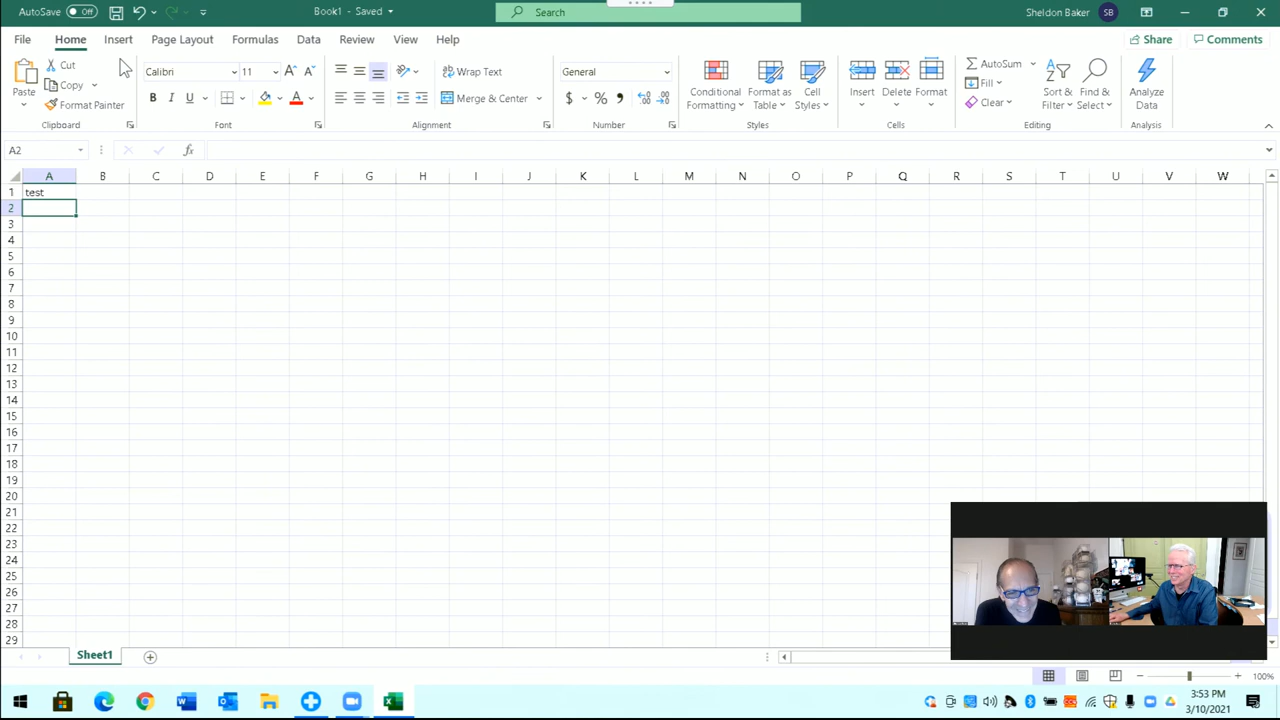 AutoSave Off Book1 - Saved Search Sheldon Baker SB
File Home Insert Page Layout Formulas Data Review View Help Share Comments
Paste Cut Copy Format Painter Clipboard
Calibri 11 A A B I U A Font
Wrap Text Merge & Center Alignment
General $ % , Number
Conditional Formatting Format as Table Cell Styles Styles
Insert Delete Format Cells
AutoSum Fill Clear Sort & Filter Find & Select Editing
Analyze Data Analysis
A2 fx
A B C D E F G H I J K L M N O P Q R S T U V W
1 test
2
3
4
5
6
7
8
9
10
11
12
13
14
15
16
17
18
19
20
21
22
23
24
25
26
27
28
29
Sheet1
100%
3:53 PM
3/10/2021